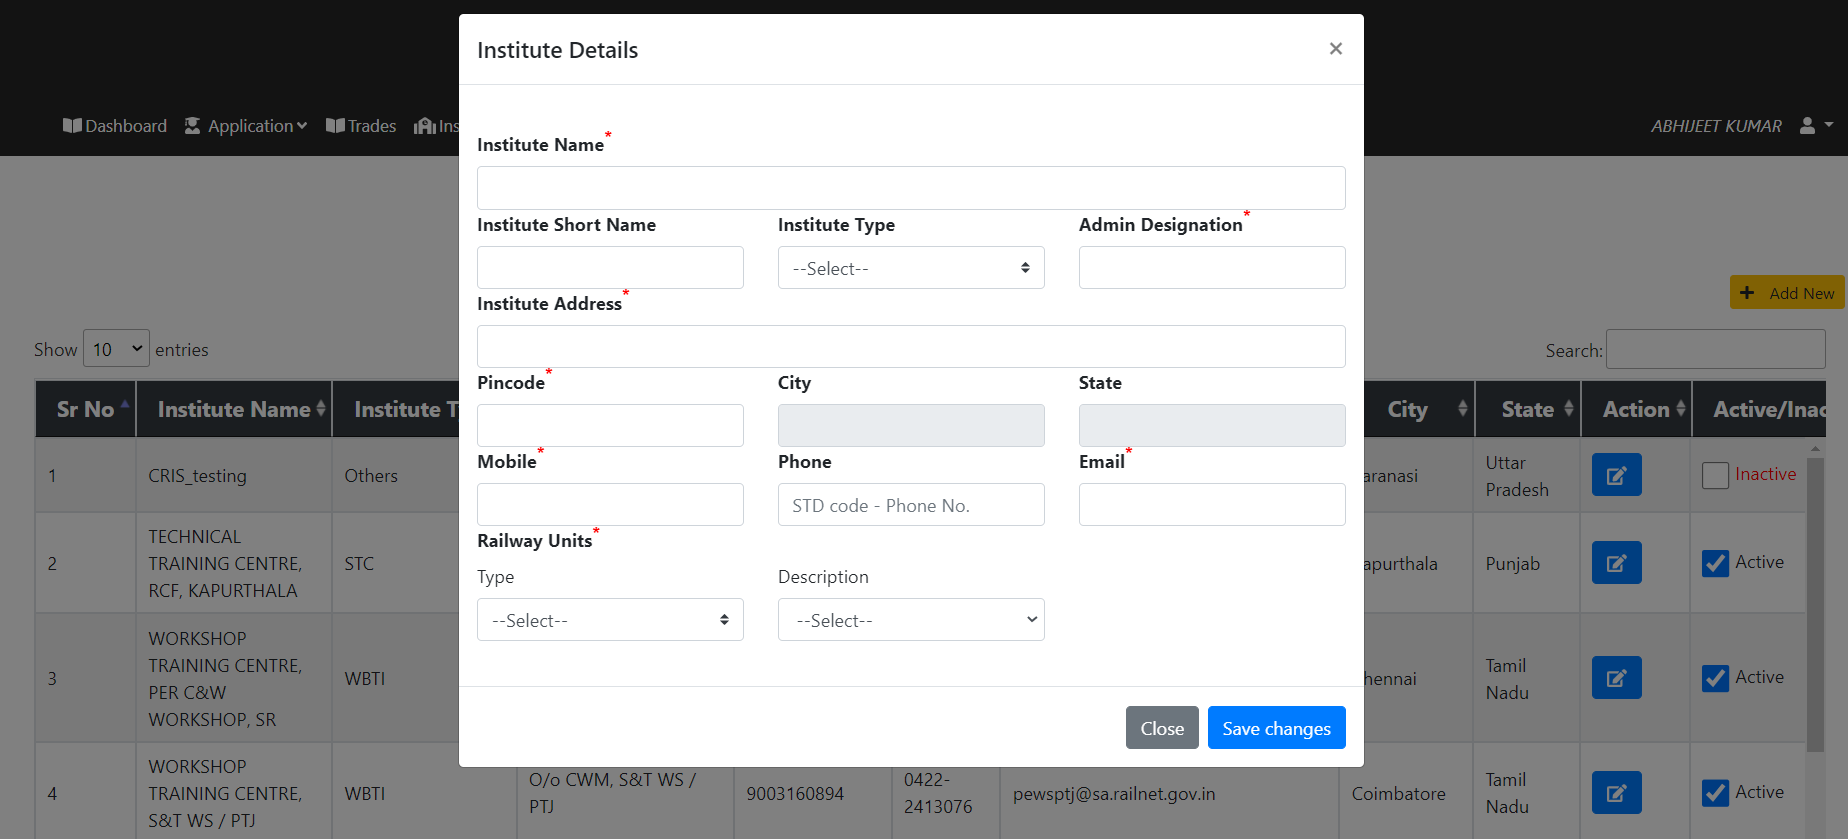 Institute Details ×
Dashboard Application Trades Ins ABHIJEET KUMAR
Institute Name*
Institute Short Name Institute Type Admin Designation*
--Select--
Institute Address*
Add New
Show 10 entries Search:
Pincode* City State
Sr No Institute Name Institute T City State Action Active/Inac
Mobile* Phone Email*
STD code - Phone No.
1 CRIS_testing Others aranasi Uttar Pradesh Inactive
Railway Units*
Type Description
--Select-- --Select--
2 TECHNICAL
TRAINING CENTRE,
RCF, KAPURTHALA
STC apurthala Punjab Active
3 WORKSHOP
TRAINING CENTRE,
PER C&W
WORKSHOP, SR
WBTI hennai Tamil Nadu Active
Close Save changes
4 WORKSHOP
TRAINING CENTRE,
S&T WS / PTJ
WBTI
O/o CWM, S&T WS /
PTJ
9003160894
0422-
2413076
pewsptj@sa.railnet.gov.in
Coimbatore
Tamil
Nadu
Active